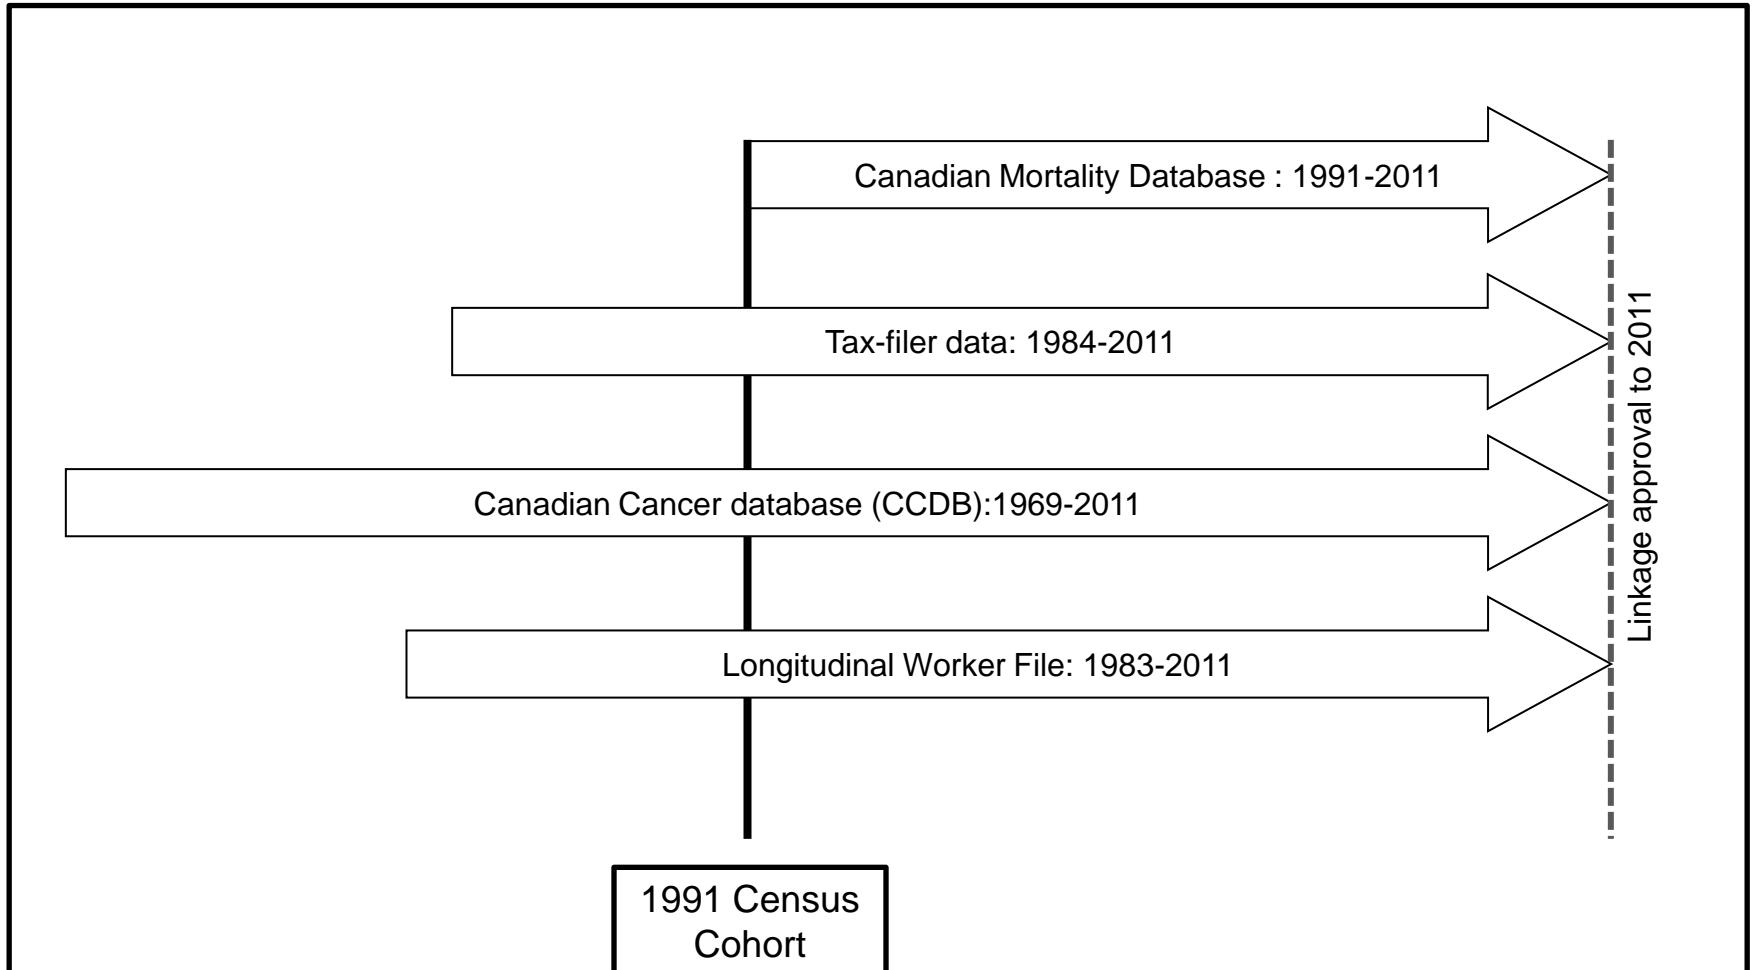 Canadian Mortality Database : 1991-2011
Tax-filer data: 1984-2011
Canadian Cancer database (CCDB):1969-2011
Longitudinal Worker File: 1983-2011
Linkage approval to 2011
1991 Census
Cohort